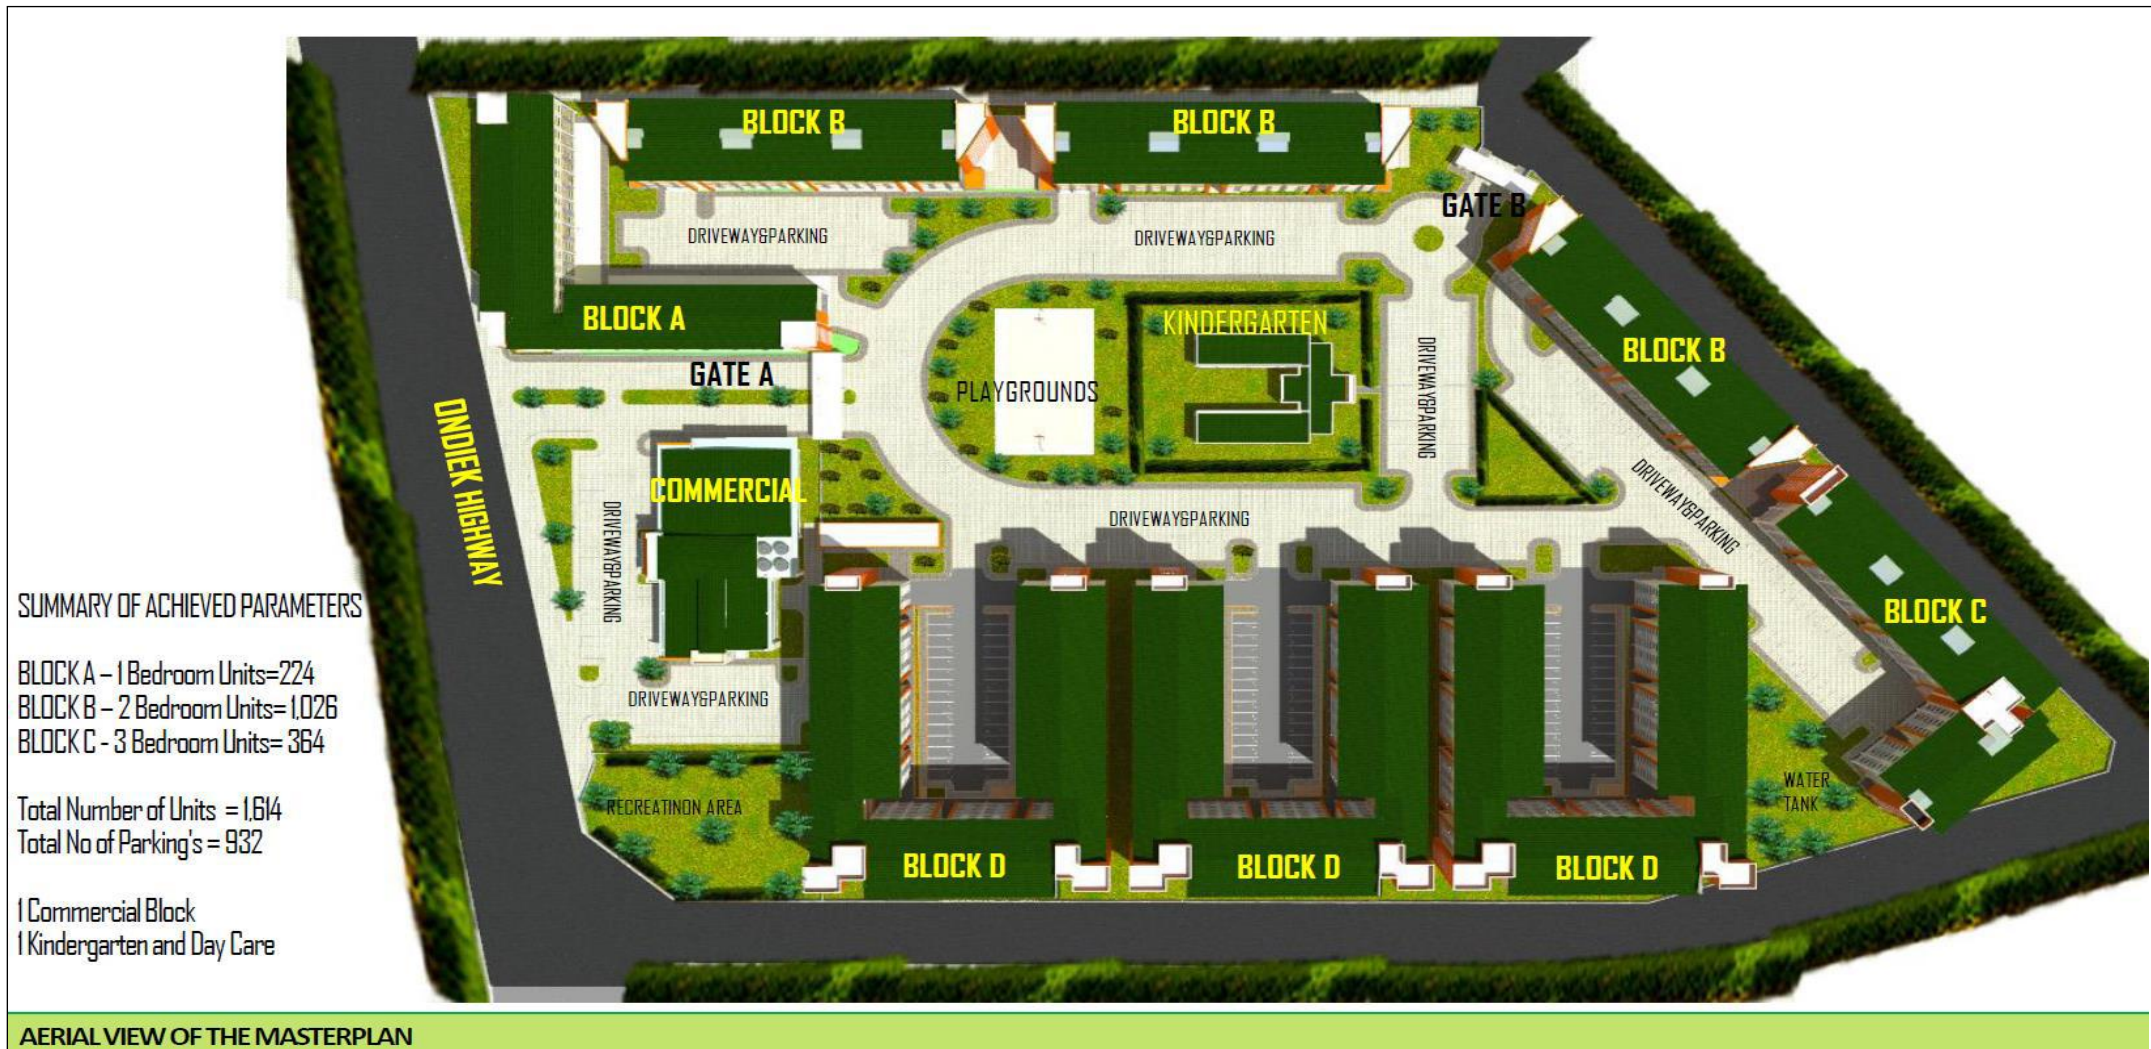 BLOCK B
BLOCK B
GATE B
DRIVEWAY&PARKING
DRIVEWAY&PARKING
BLOCK A
KINDERGARTEN
BLOCK B
GATE A
PLAYGROUNDS
DRIVEWAY&PARKING
ONDIEK HIGHWAY
COMMERCIAL
DRIVEWAY&PARKING
DRIVEWAY&PARKING
DRIVEWAY&PARKING
BLOCK C
DRIVEWAY&PARKING
WATER
TANK
RECREATINON AREA
BLOCK D
BLOCK D
BLOCK D
SUMMARY OF ACHIEVED PARAMETERS
BLOCK A – 1 Bedroom Units=224
BLOCK B – 2 Bedroom Units= 1,026
BLOCK C - 3 Bedroom Units= 364
Total Number of Units = 1,614
Total No of Parking's = 932
1 Commercial Block
1 Kindergarten and Day Care
AERIAL VIEW OF THE MASTERPLAN